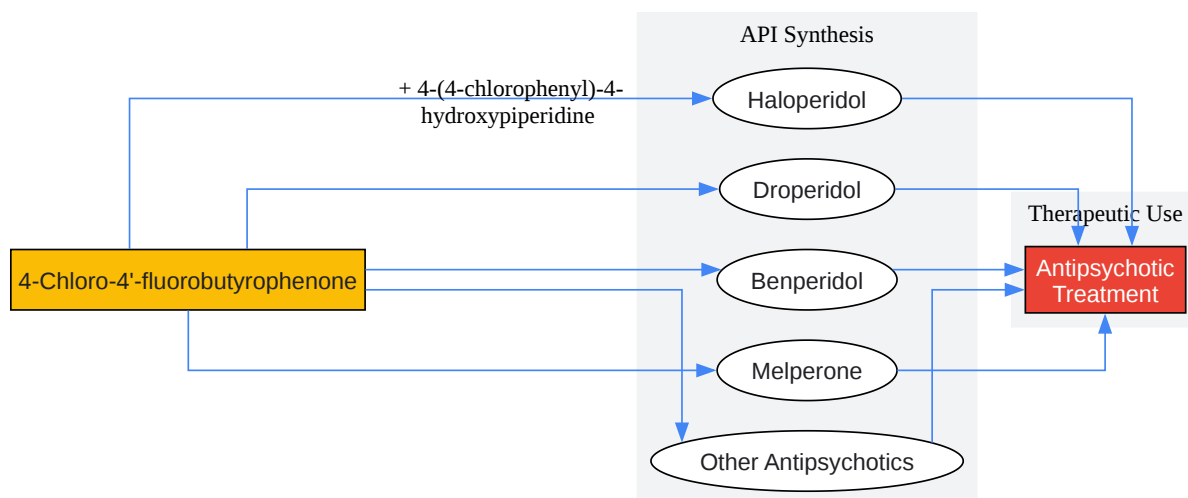 API Synthesis
+ 4-(4-chlorophenyl)-4-
hydroxypiperidine
Haloperidol
Droperidol
Therapeutic Use
4-Chloro-4'-fluorobutyrophenone
Benperidol
Antipsychotic
Treatment
Melperone
Other Antipsychotics